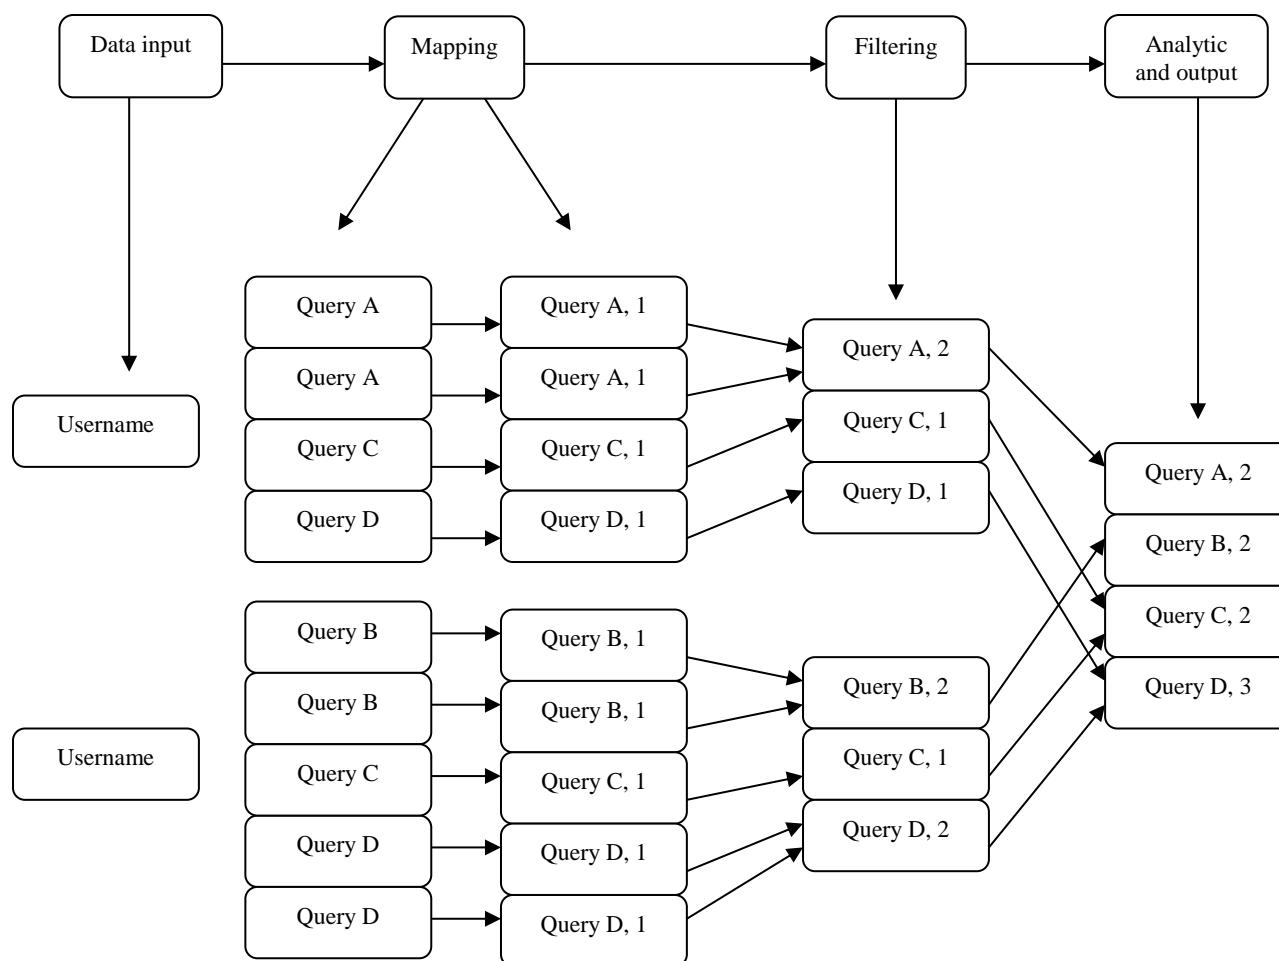 Data input
Mapping
Filtering
Analytic
and output
Username
Query A
Query A
Query C
Query D
Query A, 1
Query A, 1
Query C, 1
Query D, 1
Query A, 2
Query C, 1
Query D, 1
Query A, 2
Query B, 2
Query C, 2
Query D, 3
Username
Query B
Query B
Query C
Query D
Query D
Query B, 1
Query B, 1
Query C, 1
Query D, 1
Query D, 1
Query B, 2
Query C, 1
Query D, 2